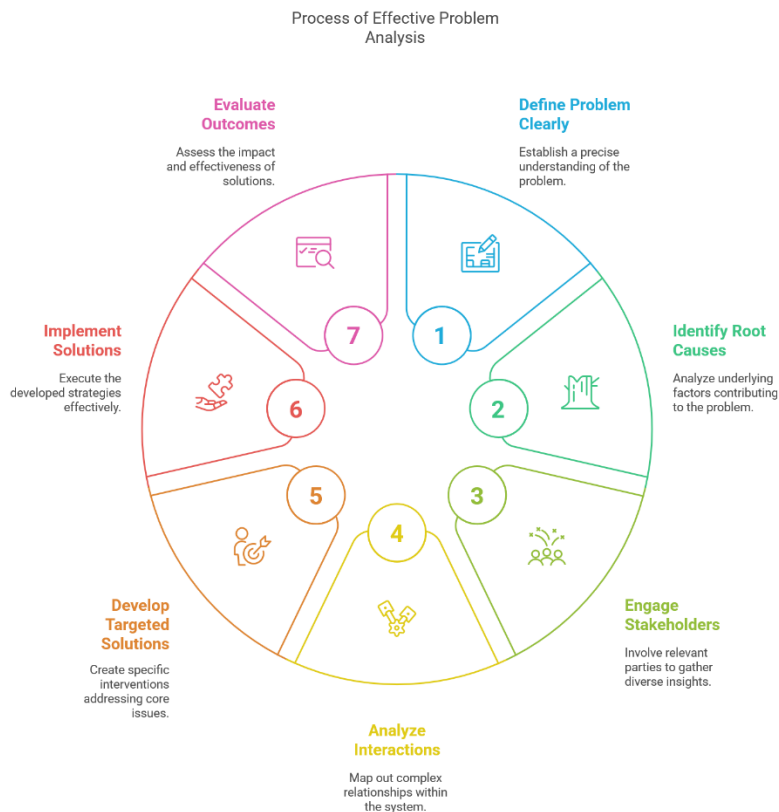 Process of Effective Problem
Analysis
Define Problem
Clearly
Establish a precise
understanding of the
problem.
1
Identify Root
Causes
Analyze underlying
factors contributing
to the problem.
2
Engage
Stakeholders
Involve relevant
parties to gather
diverse insights.
3
Analyze
Interactions
Map out complex
relationships within
the system.
4
Develop
Targeted
Solutions
Create specific
interventions
addressing core
issues.
5
Implement
Solutions
Execute the
developed strategies
effectively.
6
Evaluate
Outcomes
Assess the impact
and effectiveness of
solutions.
7